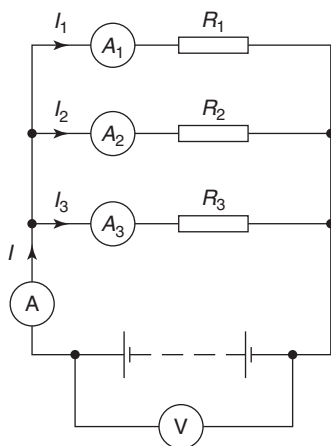 I₁
A₁
R₁
I₂
A₂
R₂
I₃
A₃
R₃
I
A
V